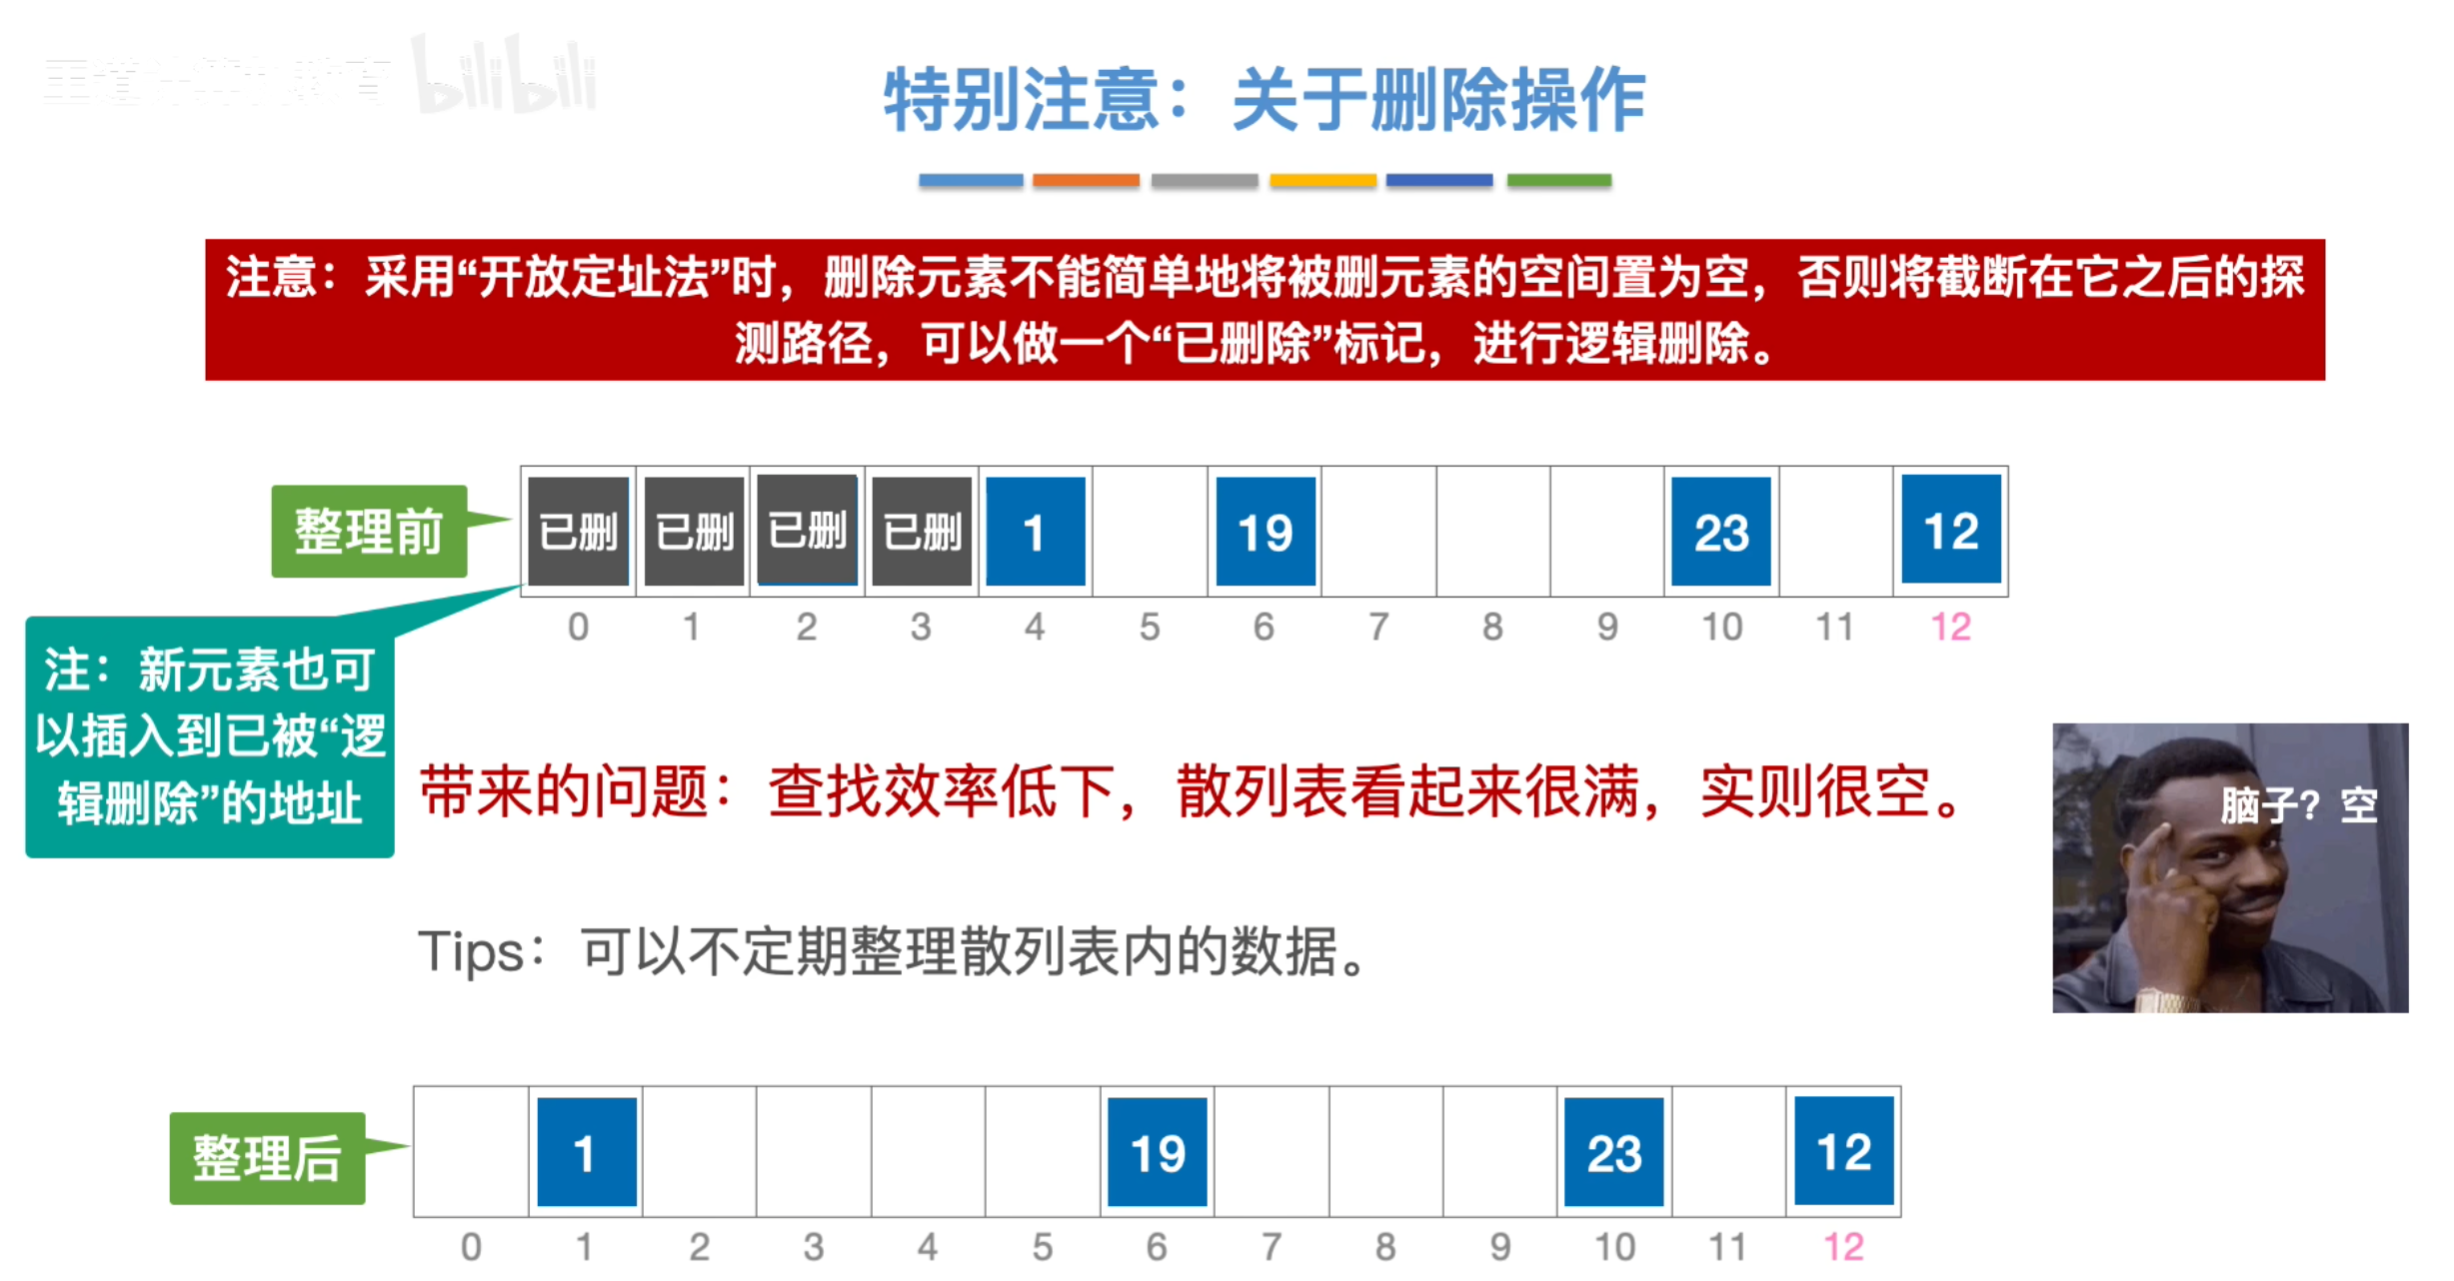 bilibili
特别注意：关于删除操作
注意：采用“开放定址法”时，删除元素不能简单地将被删元素的空间置为空，否则将截断在它之后的探
测路径，可以做一个“已删除”标记，进行逻辑删除。
整理前
已删 已删 已删 已删 1 19 23 12
0 1 2 3 4 5 6 7 8 9 10 11 12
注：新元素也可
以插入到已被“逻
辑删除”的地址
带来的问题：查找效率低下，散列表看起来很满，实则很空。
脑子？空
Tips：可以不定期整理散列表内的数据。
整理后
1 19 23 12
0 1 2 3 4 5 6 7 8 9 10 11 12